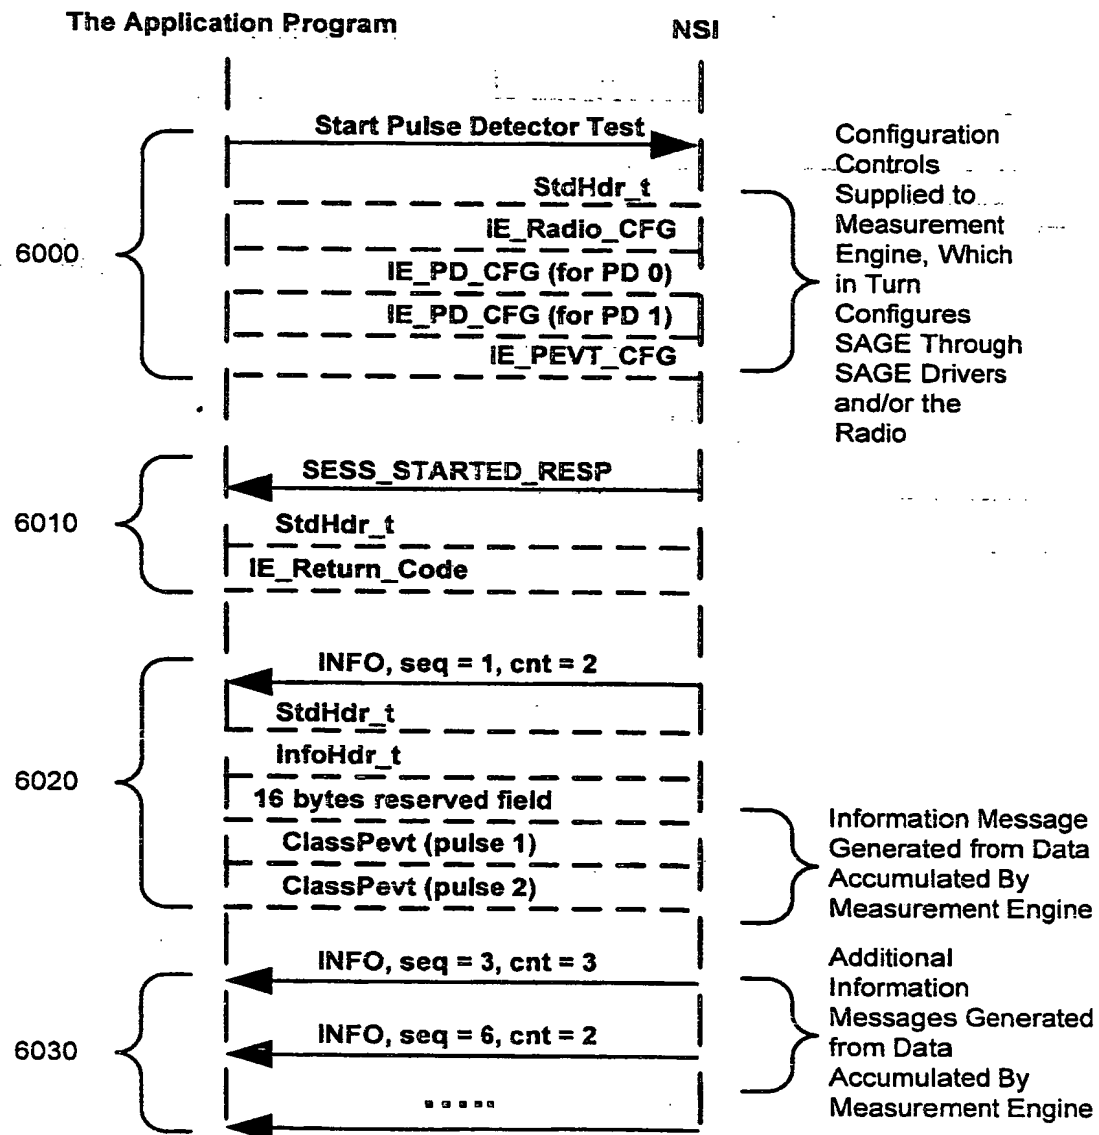 The Application Program
NSI
Start Pulse Detector Test
StdHdr_t
IE_Radio_CFG
IE_PD_CFG (for PD 0)
IE_PD_CFG (for PD 1)
IE_PEVT_CFG
6000
Configuration
Controls
Supplied to
Measurement
Engine, Which
in Turn
Configures
SAGE Through
SAGE Drivers
and/or the
Radio
SESS_STARTED_RESP
StdHdr_t
IE_Return_Code
6010
INFO, seq = 1, cnt = 2
StdHdr_t
InfoHdr_t
16 bytes reserved field
ClassPevt (pulse 1)
ClassPevt (pulse 2)
6020
Information Message
Generated from Data
Accumulated By
Measurement Engine
INFO, seq = 3, cnt = 3
INFO, seq = 6, cnt = 2
.....
6030
Additional
Information
Messages Generated
from Data
Accumulated By
Measurement Engine